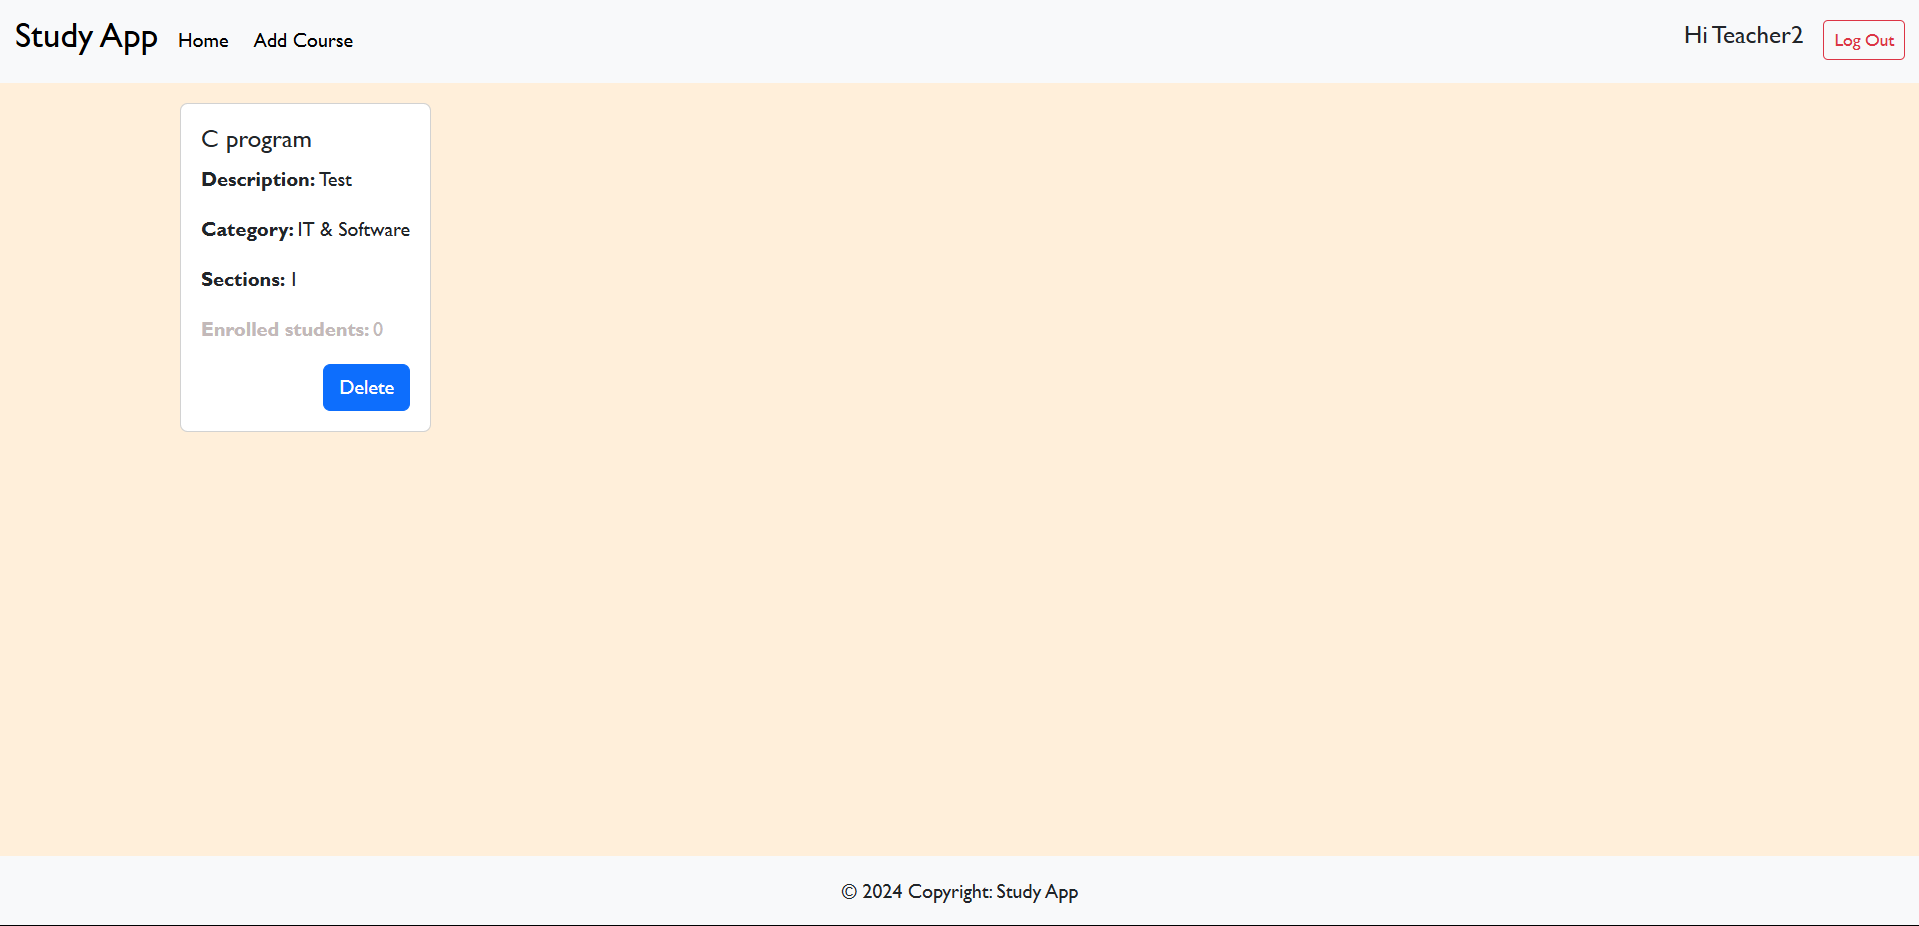 Study App Home Add Course Hi Teacher2 Log Out
C program
Description: Test
Category: IT & Software
Sections: 1
Enrolled students: 0
Delete
© 2024 Copyright: Study App